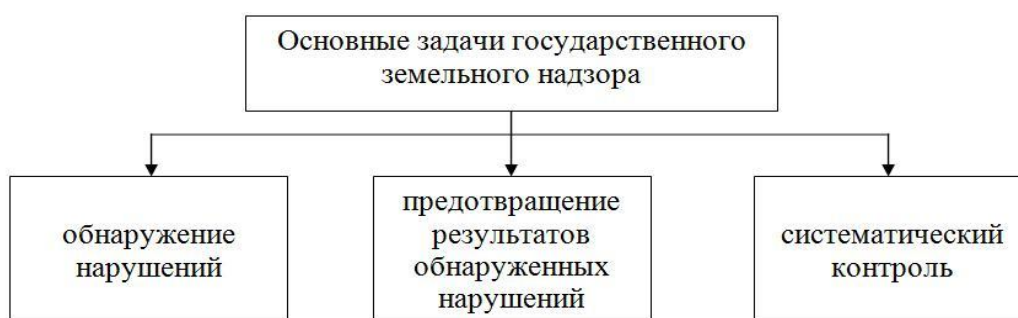 Основные задачи государственного
земельного надзора
обнаружение
нарушений
предотвращение
результатов
обнаруженных
нарушений
систематический
контроль